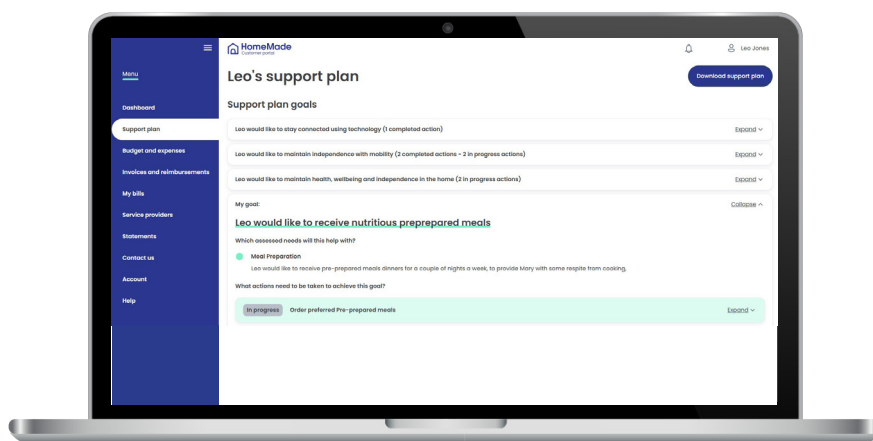 HomeMade
Customer portal
Leo Jones
Menu
Leo's support plan
Download support plan
Dashboard
Support plan goals
Support plan
Leo would like to stay connected using technology (1 completed action)
Expand
Budget and expenses
Leo would like to maintain independence with mobility (2 completed actions - 2 in progress actions)
Expand
Invoices and reimbursements
Leo would like to maintain health, wellbeing and independence in the home (2 in progress actions)
Expand
My bills
My goal:
Collapse
Service providers
Leo would like to receive nutritious preprepared meals
Statements
Which assessed needs will this help with?
Contact us
Meal Preparation
Leo would like to receive pre-prepared meals dinners for a couple of nights a week, to provide Mary with some respite from cooking,
Account
What actions need to be taken to achieve this goal?
Help
In progress
Order preferred Pre-prepared meals
Expand